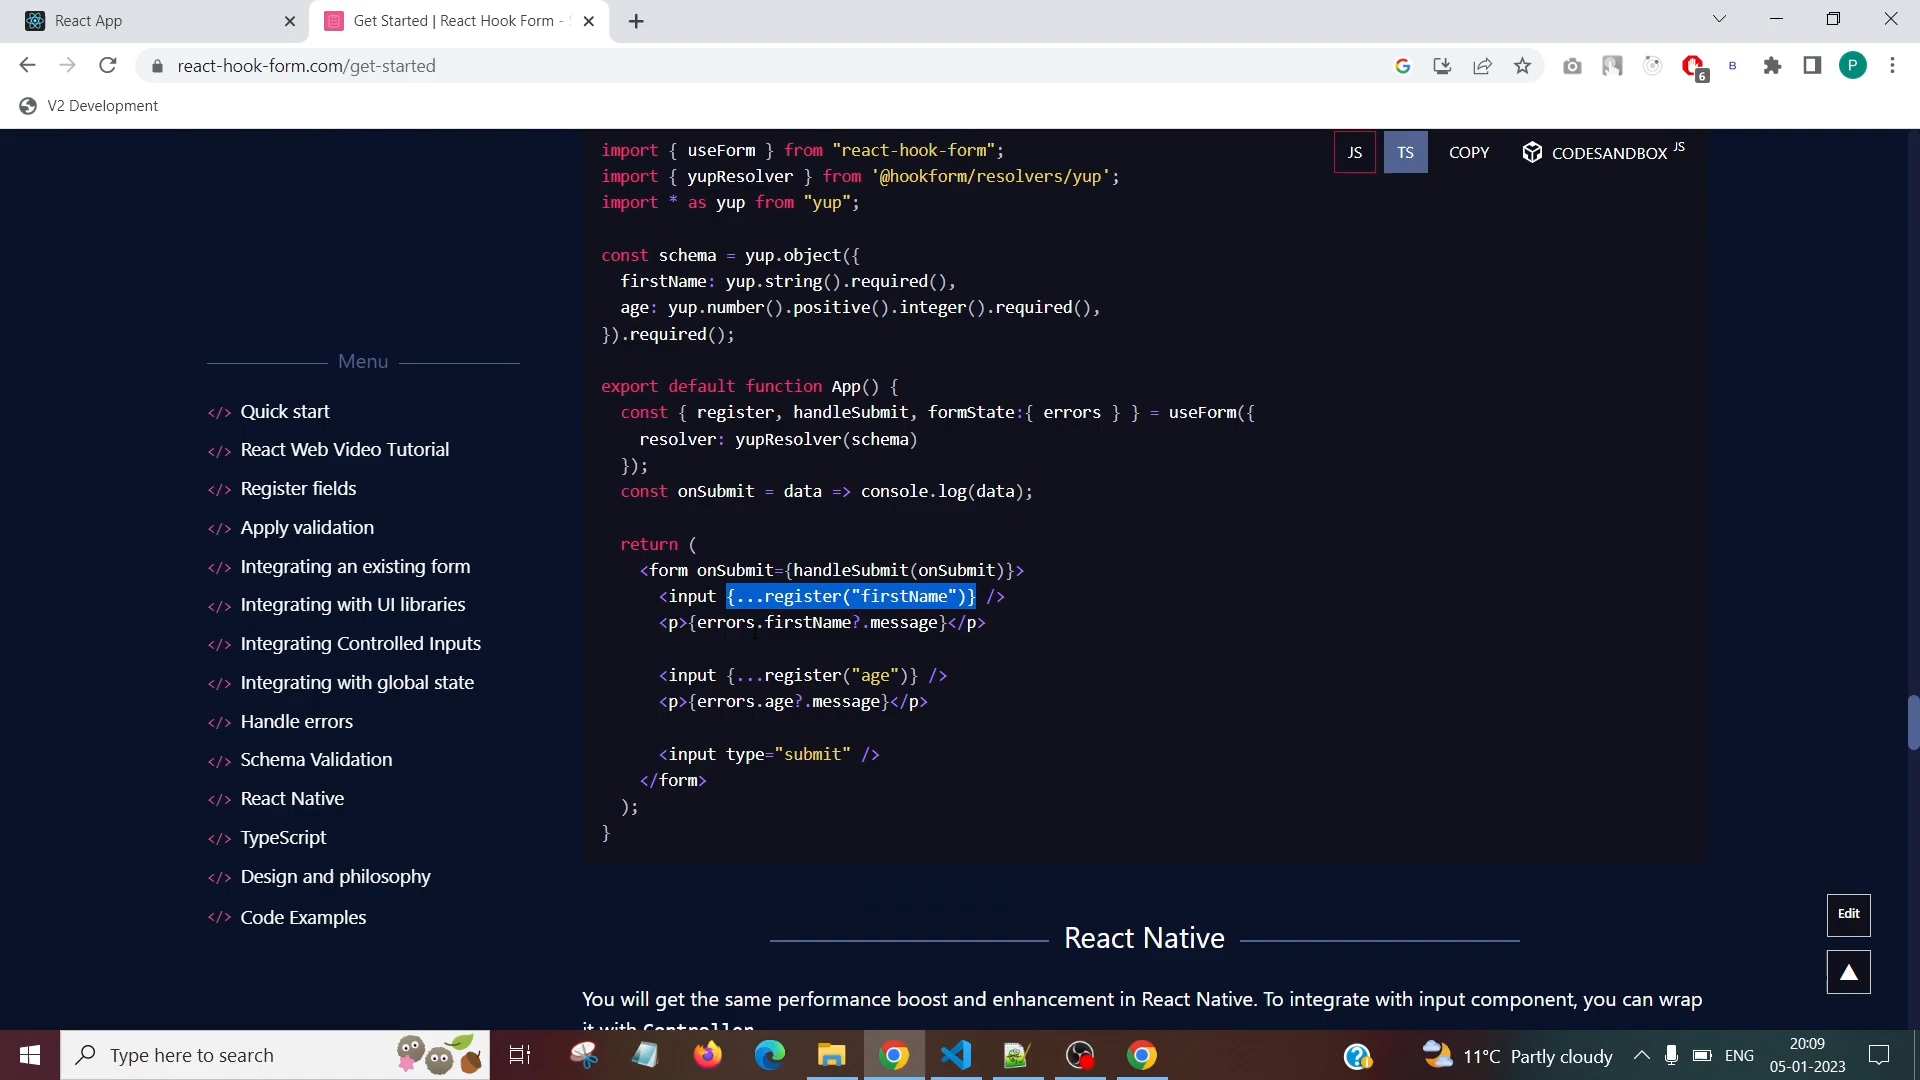 React App
Get Started | React Hook Form -
react-hook-form.com/get-started
6
B
P
V2 Development
import { useForm } from "react-hook-form";
import { yupResolver } from '@hookform/resolvers/yup';
import * as yup from "yup";
JS
TS
COPY
CODESANDBOX JS
const schema = yup.object({
firstName: yup.string().required(),
age: yup.number().positive().integer().required(),
}).required();
export default function App() {
const { register, handleSubmit, formState:{ errors } } = useForm({
resolver: yupResolver(schema)
});
const onSubmit = data => console.log(data);
return (
<form onSubmit={handleSubmit(onSubmit)}>
<input {...register("firstName")} />
<p>{errors.firstName?.message}</p>
<input {...register("age")} />
<p>{errors.age?.message}</p>
<input type="submit" />
</form>
);
}
Menu
</> Quick start
</> React Web Video Tutorial
</> Register fields
</> Apply validation
</> Integrating an existing form
</> Integrating with UI libraries
</> Integrating Controlled Inputs
</> Integrating with global state
</> Handle errors
</> Schema Validation
</> React Native
</> TypeScript
</> Design and philosophy
</> Code Examples
React Native
You will get the same performance boost and enhancement in React Native. To integrate with input component, you can wrap
it with Controller.
Edit
Type here to search
11°C Partly cloudy
ENG
20:09
05-01-2023